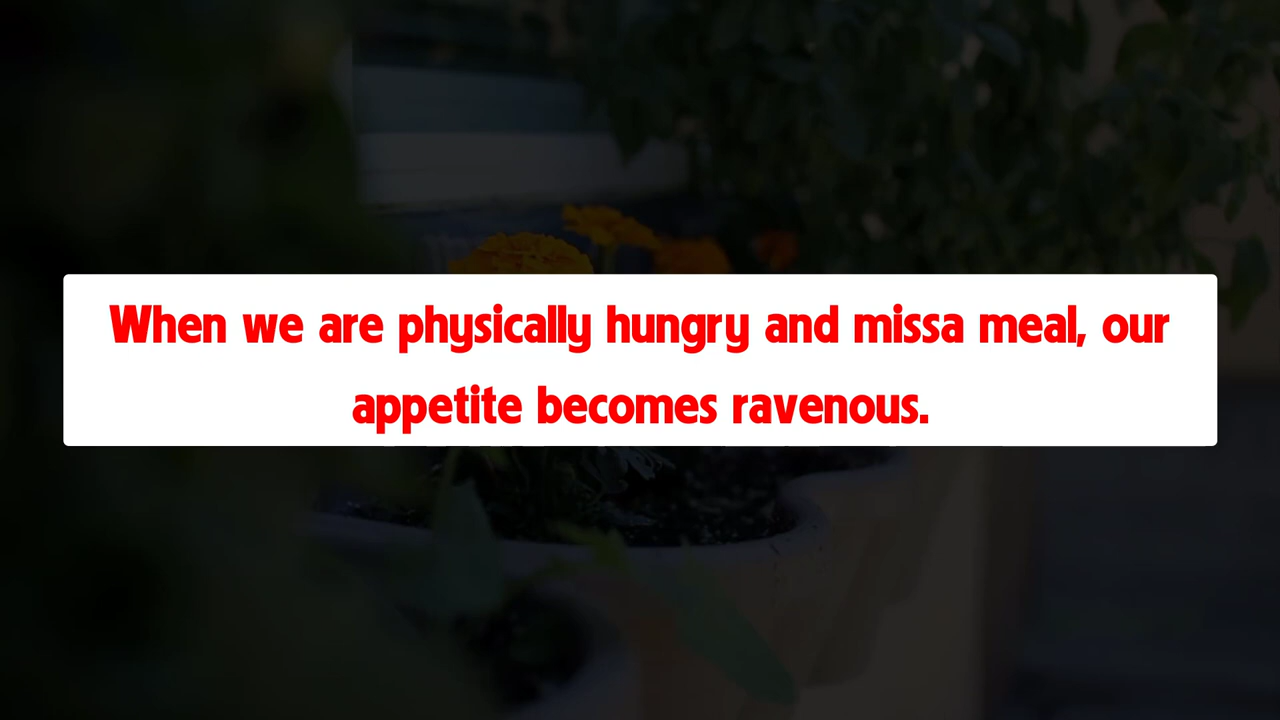 When we are physically hungry and missa meal, our
appetite becomes ravenous.